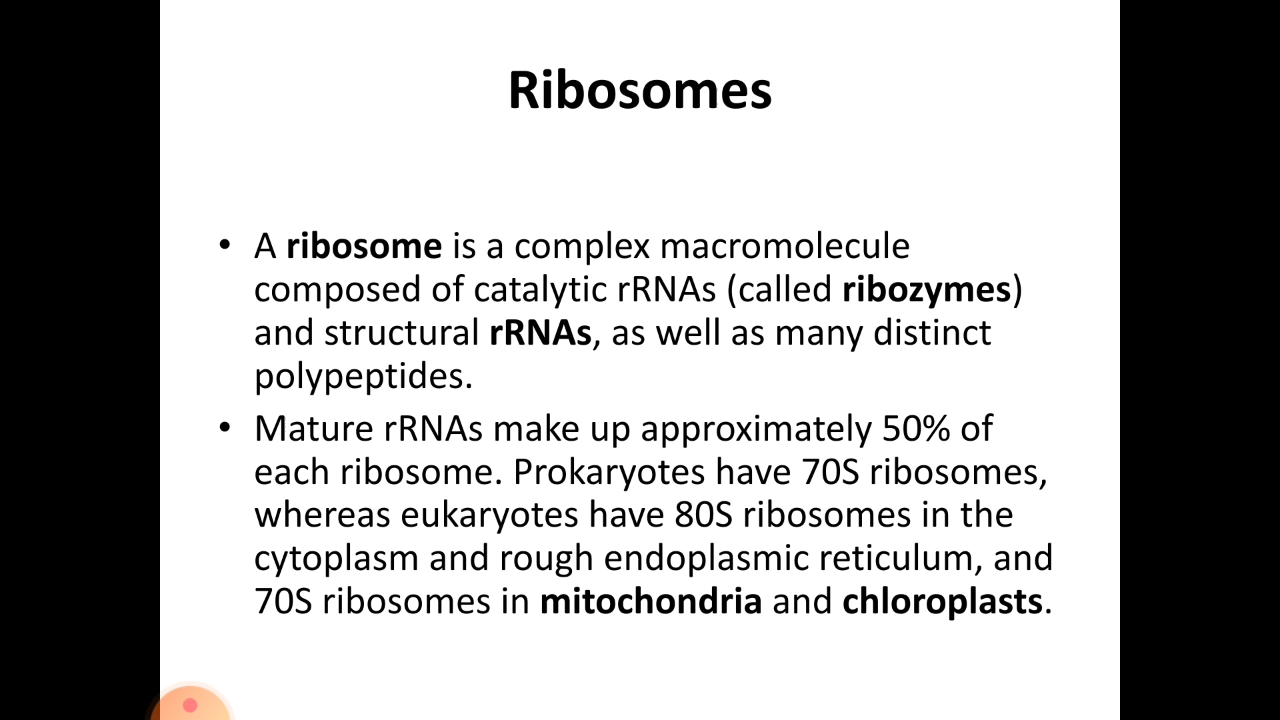 Ribosomes
• A ribosome is a complex macromolecule
composed of catalytic rRNAs (called ribozymes)
and structural rRNAs, as well as many distinct
polypeptides.
• Mature rRNAs make up approximately 50% of
each ribosome. Prokaryotes have 70S ribosomes,
whereas eukaryotes have 80S ribosomes in the
cytoplasm and rough endoplasmic reticulum, and
70S ribosomes in mitochondria and chloroplasts.